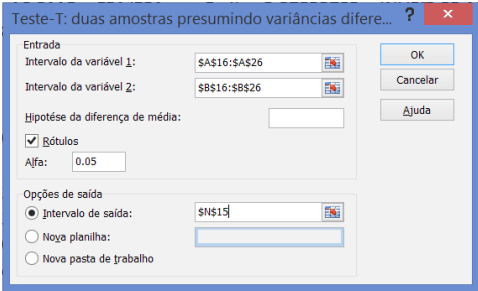 Teste-T: duas amostras presumindo variâncias difere... ? ×
Entrada
Intervalo da variável 1: $A$16:$A$26
Intervalo da variável 2: $B$16:$B$26
Hipotése da diferença de média:
Rótulos
Alfa: 0.05
OK
Cancelar
Ajuda
Opções de saída
Intervalo de saída: $N$15
Nova planilha:
Nova pasta de trabalho